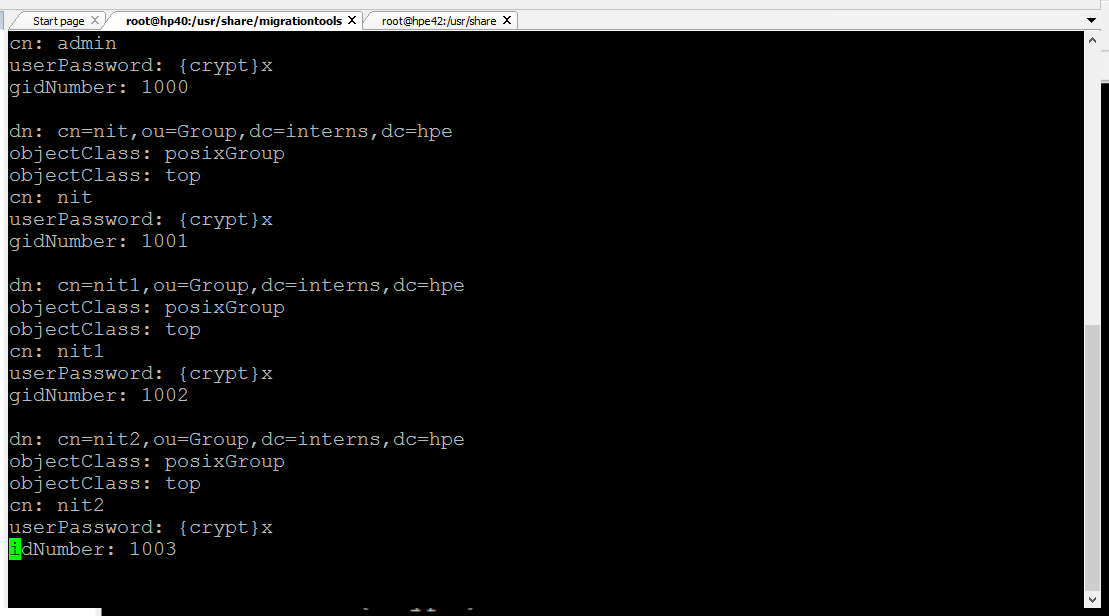 Start page
root@hp40:/usr/share/migrationtools
root@hpe42:/usr/share
cn: admin
userPassword: {crypt}x
gidNumber: 1000
dn: cn=nit,ou=Group,dc=interns,dc=hpe
objectClass: posixGroup
objectClass: top
cn: nit
userPassword: {crypt}x
gidNumber: 1001
dn: cn=nit1,ou=Group,dc=interns,dc=hpe
objectClass: posixGroup
objectClass: top
cn: nit1
userPassword: {crypt}x
gidNumber: 1002
dn: cn=nit2,ou=Group,dc=interns,dc=hpe
objectClass: posixGroup
objectClass: top
cn: nit2
userPassword: {crypt}x
idNumber: 1003